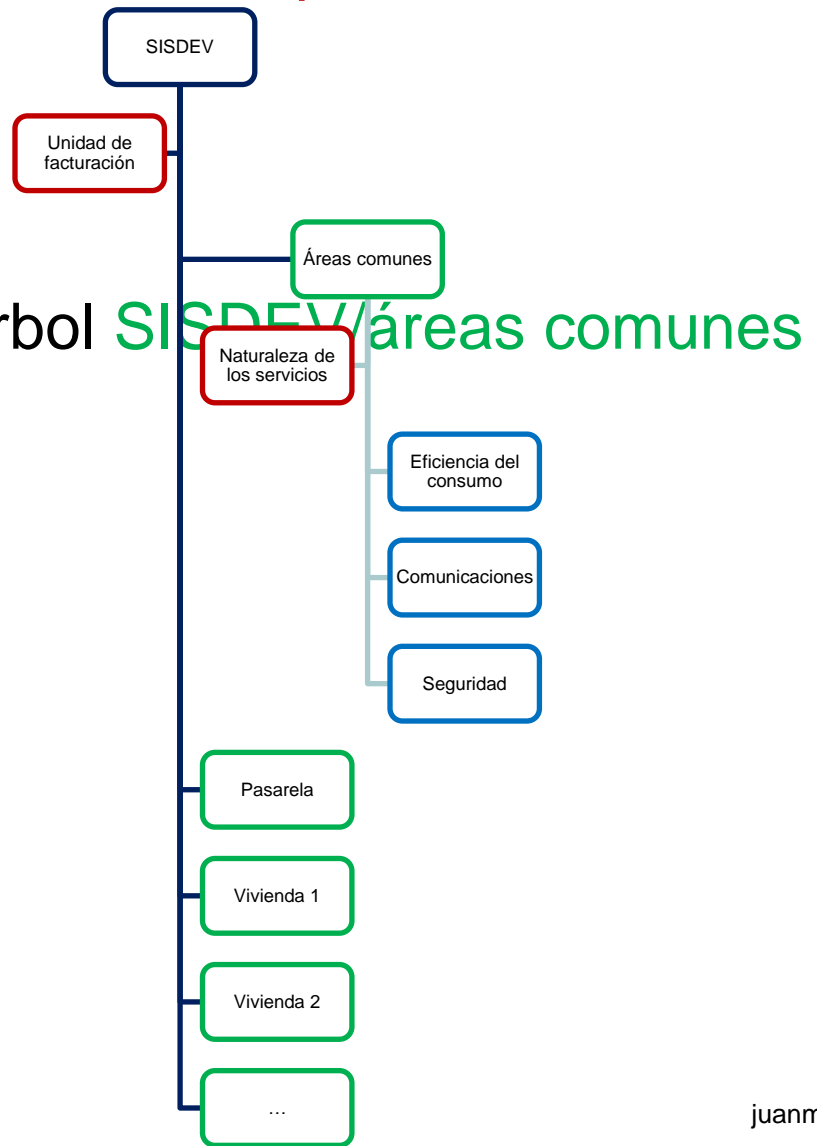 SISDEV
Unidad de
facturación
Áreas comunes
rbol SISDEV/áreas comunes
Naturaleza de
los servicios
Eficiencia del
consumo
Comunicaciones
Seguridad
Pasarela
Vivienda 1
Vivienda 2
…
juanm